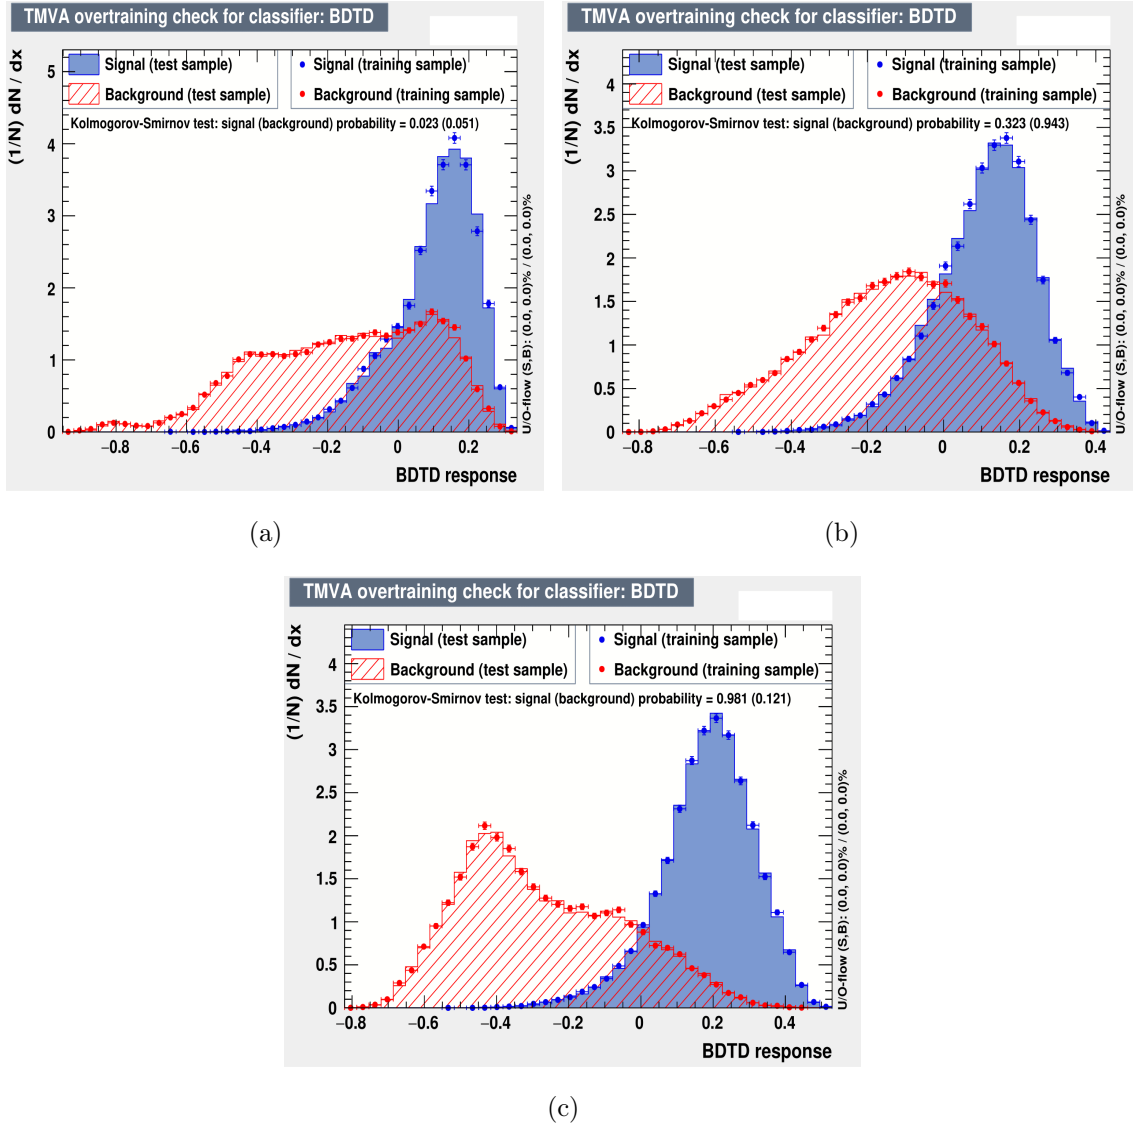 TMVA overtraining check for classifier: BDTD
(1/N) dN / dx
Signal (test sample)
Background (test sample)
Signal (training sample)
Background (training sample)
Kolmogorov-Smirnov test: signal (background) probability = 0.023 (0.051)
5
4
3
2
1
0
−0.8 −0.6 −0.4 −0.2 0 0.2
BDTD response
U/O-flow (S,B): (0.0, 0.0)% / (0.0, 0.0)%
(a)
TMVA overtraining check for classifier: BDTD
(1/N) dN / dx
Signal (test sample)
Background (test sample)
Signal (training sample)
Background (training sample)
Kolmogorov-Smirnov test: signal (background) probability = 0.323 (0.943)
4
3.5
3
2.5
2
1.5
1
0.5
0
−0.8 −0.6 −0.4 −0.2 0 0.2 0.4
BDTD response
U/O-flow (S,B): (0.0, 0.0)% / (0.0, 0.0)%
(b)
TMVA overtraining check for classifier: BDTD
(1/N) dN / dx
Signal (test sample)
Background (test sample)
Signal (training sample)
Background (training sample)
Kolmogorov-Smirnov test: signal (background) probability = 0.981 (0.121)
4
3.5
3
2.5
2
1.5
1
0.5
0
−0.8 −0.6 −0.4 −0.2 0 0.2 0.4
BDTD response
U/O-flow (S,B): (0.0, 0.0)% / (0.0, 0.0)%
(c)